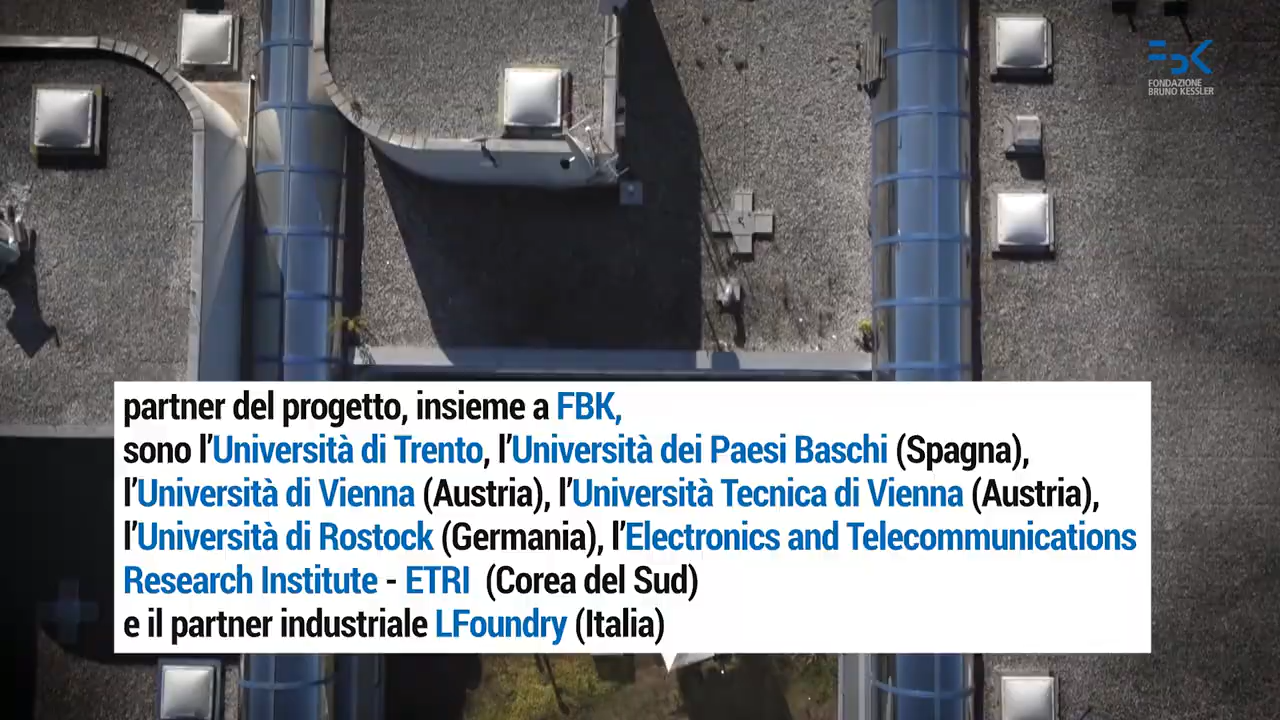 FBK
FONDAZIONE
BRUNO KESSLER
partner del progetto, insieme a FBK,
sono l'Università di Trento, l'Università dei Paesi Baschi (Spagna),
l'Università di Vienna (Austria), l'Università Tecnica di Vienna (Austria),
l'Università di Rostock (Germania), l'Electronics and Telecommunications
Research Institute - ETRI (Corea del Sud)
e il partner industriale LFoundry (Italia)